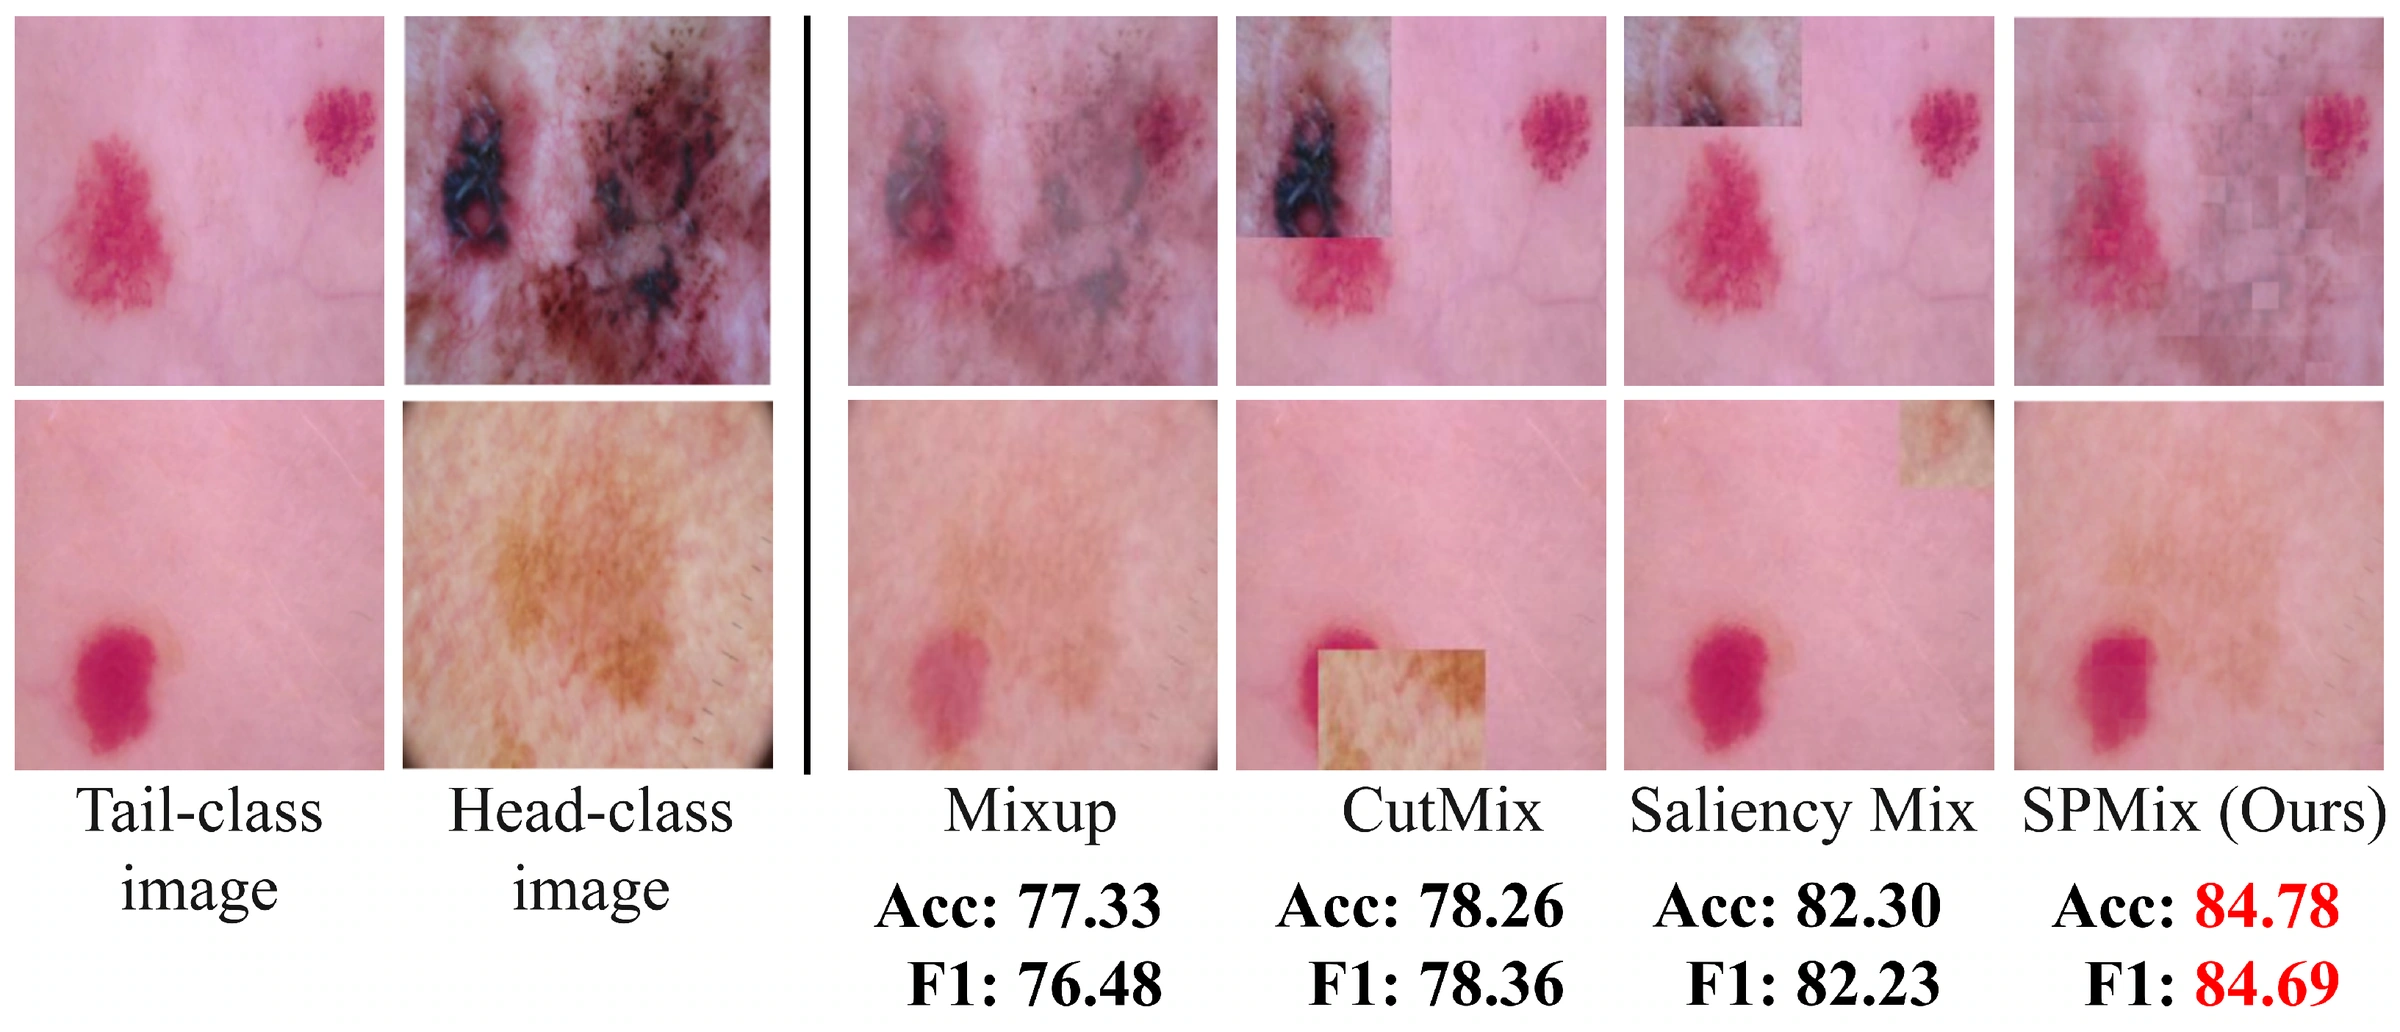 Tail-class
image
Head-class
image
Mixup
Acc: 77.33
F1: 76.48
CutMix
Acc: 78.26
F1: 78.36
Saliency Mix
Acc: 82.30
F1: 82.23
SPMix (Ours)
Acc: 84.78
F1: 84.69